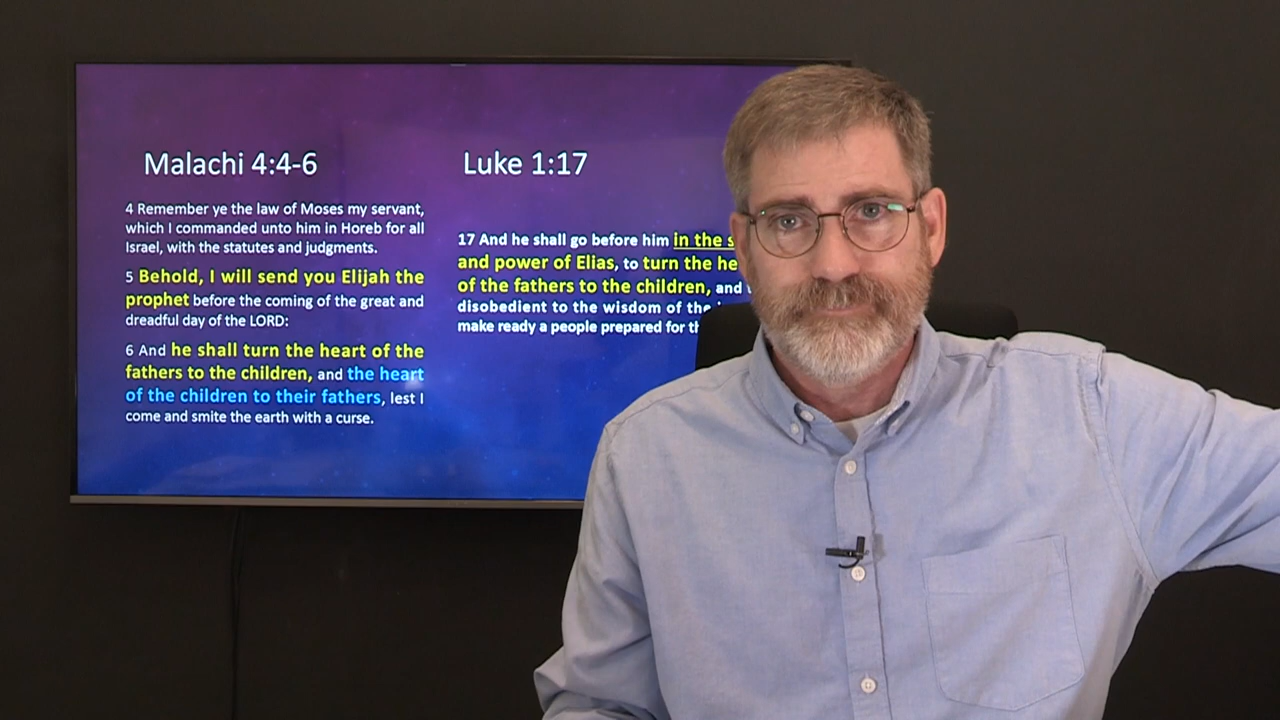 Malachi 4:4-6
4 Remember ye the law of Moses my servant,
which I commanded unto him in Horeb for all
Israel, with the statutes and judgments.
5 Behold, I will send you Elijah the
prophet before the coming of the great and
dreadful day of the LORD:
6 And he shall turn the heart of the
fathers to the children, and the heart
of the children to their fathers, lest I
come and smite the earth with a curse.
Luke 1:17
17 And he shall go before him in the
and power of Elias, to turn the
of the fathers to the children, and
disobedient to the wisdom of the
make ready a people prepared for